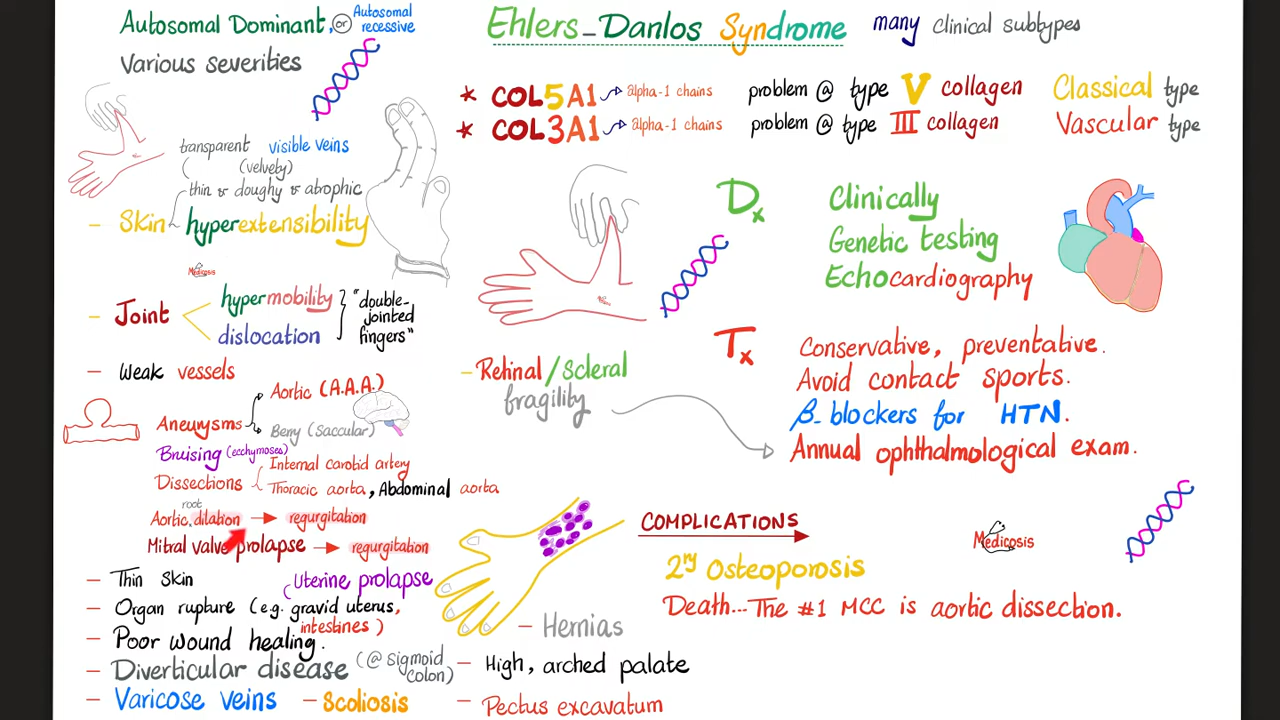 Autosomal Dominant, or Autosomal recessive
Various severities
Ehlers-Danlos Syndrome many clinical subtypes
* COL5A1 alpha-1 chains problem @ type V collagen Classical type
* COL3A1 alpha-1 chains problem @ type III collagen Vascular type
transparent visible veins
(velvety)
thin & doughy & atrophic
- Skin hyperextensibility
Medicosis
- Joint
hypermobility
dislocation
"double-jointed fingers"
- Weak vessels
Aneurysms
Aortic (A.A.A.)
Berry (Saccular)
Bruising (ecchymoses)
Dissections
Internal carotid artery
Thoracic aorta, Abdominal aorta
Aortic root dilation → regurgitation
Mitral valve prolapse → regurgitation
- Thin Skin
Uterine prolapse
- Organ rupture (e.g. gravid uterus, intestines)
- Poor wound healing.
- Diverticular disease (@ sigmoid colon)
- Varicose veins
- Scoliosis
- Retinal/Scleral fragility
- Hernias
- High, arched palate
- Pectus excavatum
Dx
Clinically
Genetic testing
Echocardiography
Tx
Conservative, preventative.
Avoid contact sports.
β-blockers for HTN.
Annual ophthalmological exam.
COMPLICATIONS
Medicosis
2ry Osteoporosis
Death... The #1 MCC is aortic dissection.